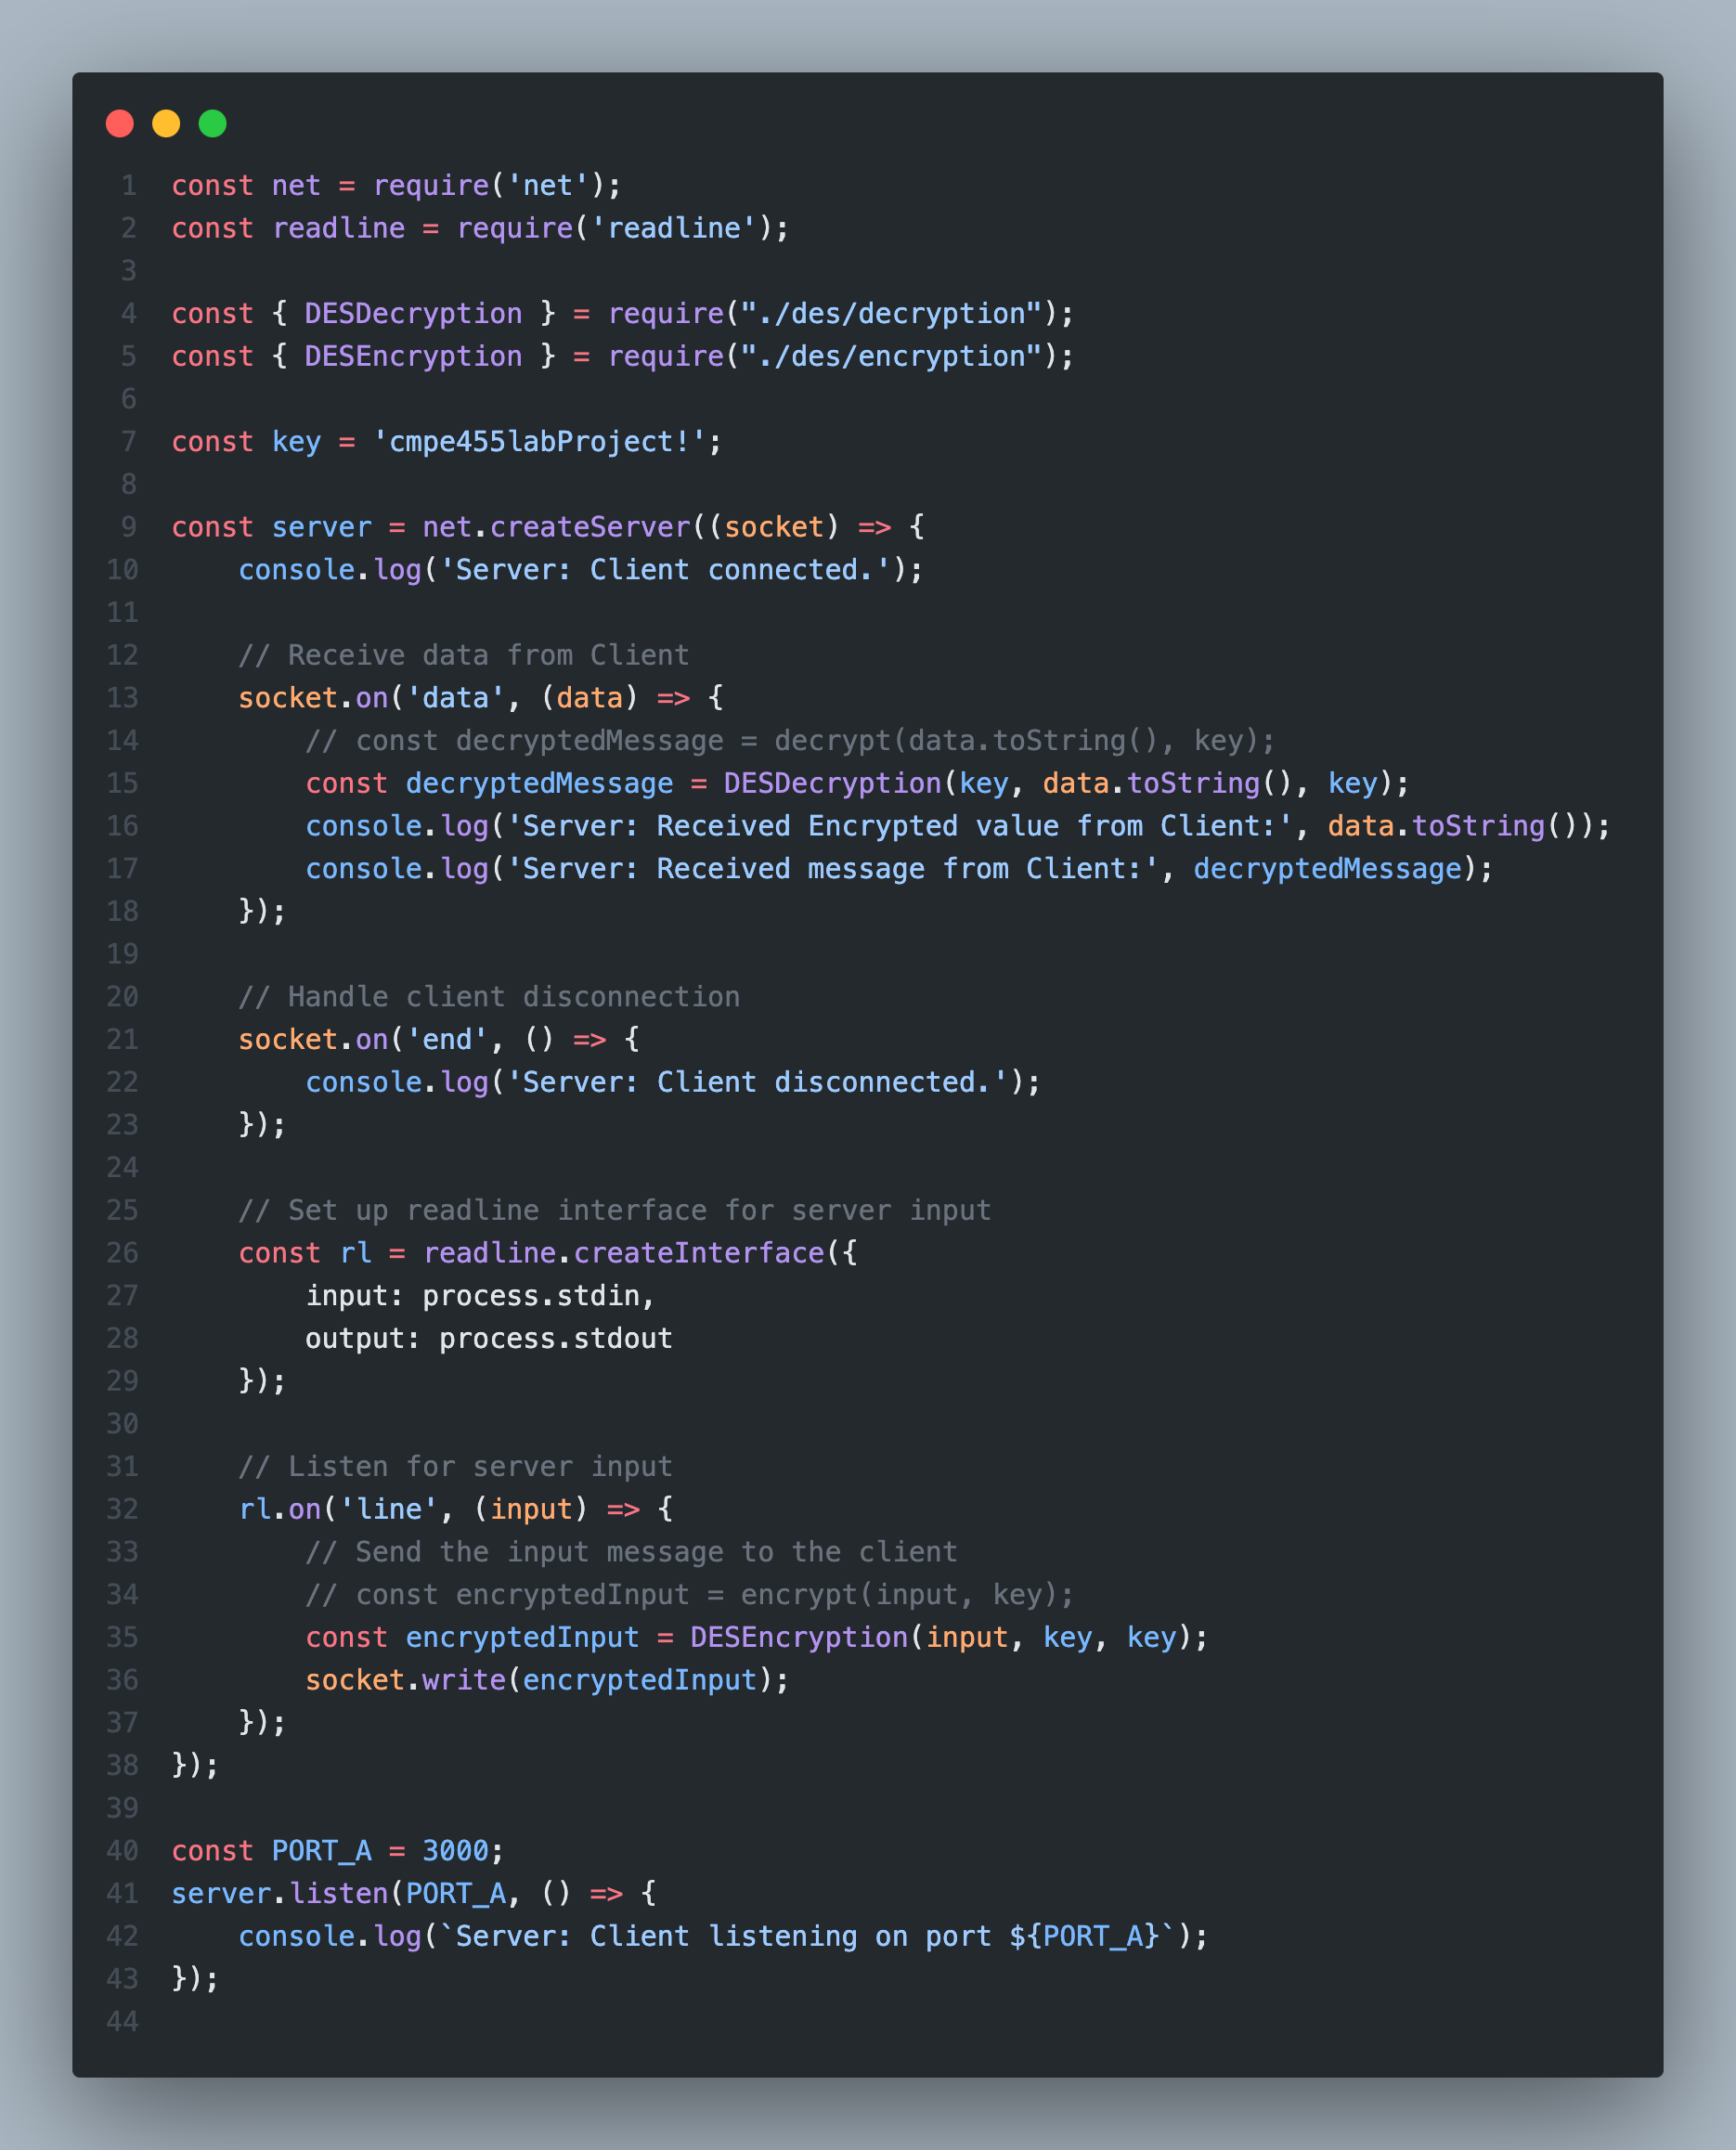 1 const net = require('net');
2 const readline = require('readline');
3
4 const { DESDecryption } = require("./des/decryption");
5 const { DESEncryption } = require("./des/encryption");
6
7 const key = 'cmpe455labProject!';
8
9 const server = net.createServer((socket) => {
10     console.log('Server: Client connected.');
11
12     // Receive data from Client
13     socket.on('data', (data) => {
14         // const decryptedMessage = decrypt(data.toString(), key);
15         const decryptedMessage = DESDecryption(key, data.toString(), key);
16         console.log('Server: Received Encrypted value from Client:', data.toString());
17         console.log('Server: Received message from Client:', decryptedMessage);
18     });
19
20     // Handle client disconnection
21     socket.on('end', () => {
22         console.log('Server: Client disconnected.');
23     });
24
25     // Set up readline interface for server input
26     const rl = readline.createInterface({
27         input: process.stdin,
28         output: process.stdout
29     });
30
31     // Listen for server input
32     rl.on('line', (input) => {
33         // Send the input message to the client
34         // const encryptedInput = encrypt(input, key);
35         const encryptedInput = DESEncryption(input, key, key);
36         socket.write(encryptedInput);
37     });
38 });
39
40 const PORT_A = 3000;
41 server.listen(PORT_A, () => {
42     console.log(`Server: Client listening on port ${PORT_A}`);
43 });
44